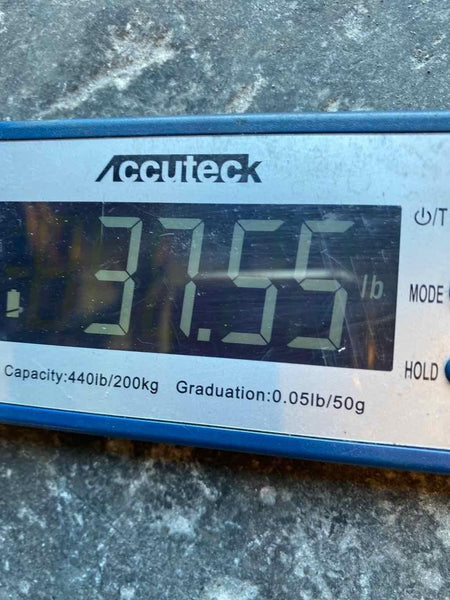 Accuteck
⏻/T
37.55 lb
MODE
HOLD
Capacity:440lb/200kg Graduation:0.05lb/50g